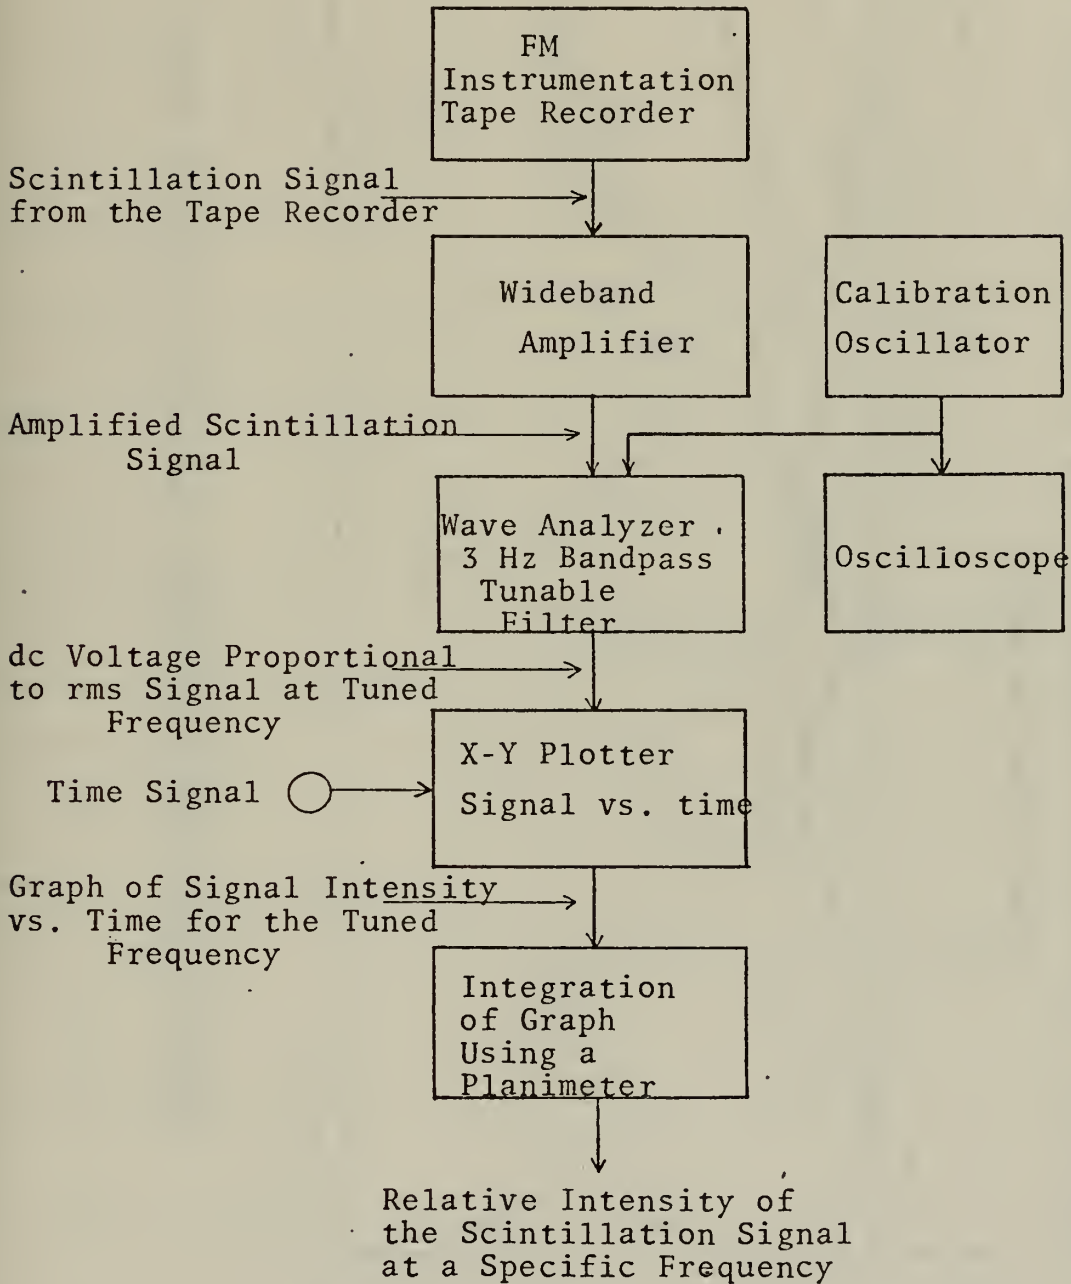 FM
Instrumentation
Tape Recorder
Scintillation Signal
from the Tape Recorder
Wideband
Amplifier
Calibration
Oscillator
Amplified Scintillation
Signal
Wave Analyzer
3 Hz Bandpass
Tunable
Filter
Oscilloscope
dc Voltage Proportional
to rms Signal at Tuned
Frequency
X-Y Plotter
Signal vs. time
Time Signal
Graph of Signal Intensity
vs. Time for the Tuned
Frequency
Integration
of Graph
Using a
Planimeter
Relative Intensity of
the Scintillation Signal
at a Specific Frequency